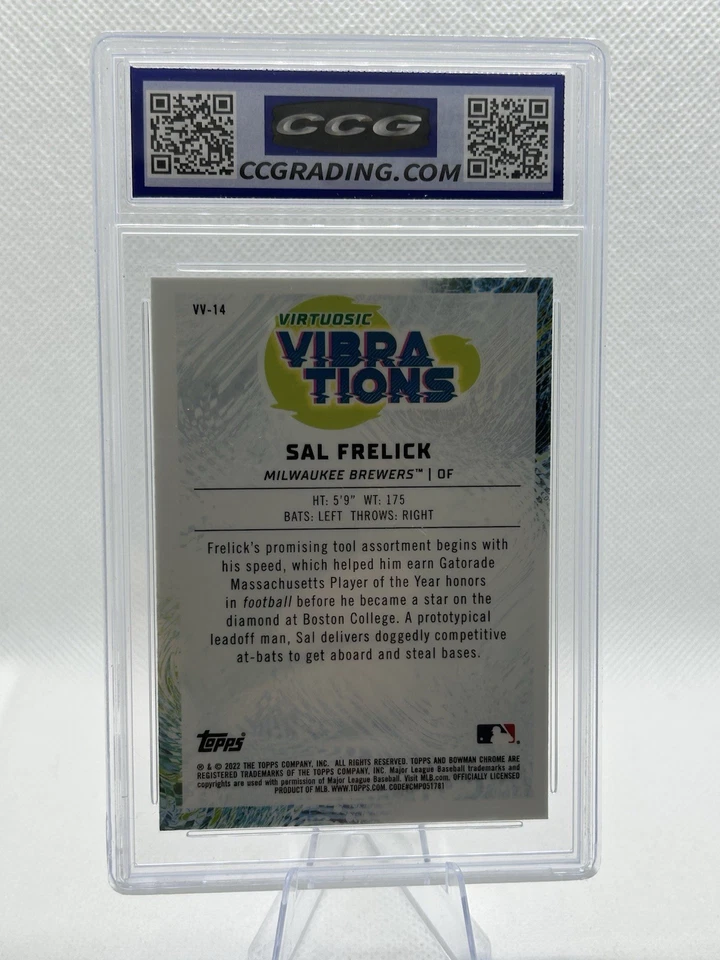 CCG
CCGRADING.COM
VV-14
VIRTUOSIC
VIBRA
TIONS
SAL FRELICK
MILWAUKEE BREWERS™ | OF
HT: 5'9" WT: 175
BATS: LEFT THROWS: RIGHT
Frelick's promising tool assortment begins with
his speed, which helped him earn Gatorade
Massachusetts Player of the Year honors
in football before he became a star on the
diamond at Boston College. A prototypical
leadoff man, Sal delivers doggedly competitive
at-bats to get aboard and steal bases.
topps
® & © 2022 THE TOPPS COMPANY, INC. ALL RIGHTS RESERVED. TOPPS AND BOWMAN CHROME ARE
REGISTERED TRADEMARKS OF THE TOPPS COMPANY, INC. Major League Baseball trademarks and
copyrights are used with permission of Major League Baseball. Visit MLB.com. OFFICIALLY LICENSED
PRODUCT OF MLB. WWW.TOPPS.COM. CODE#CMP051781